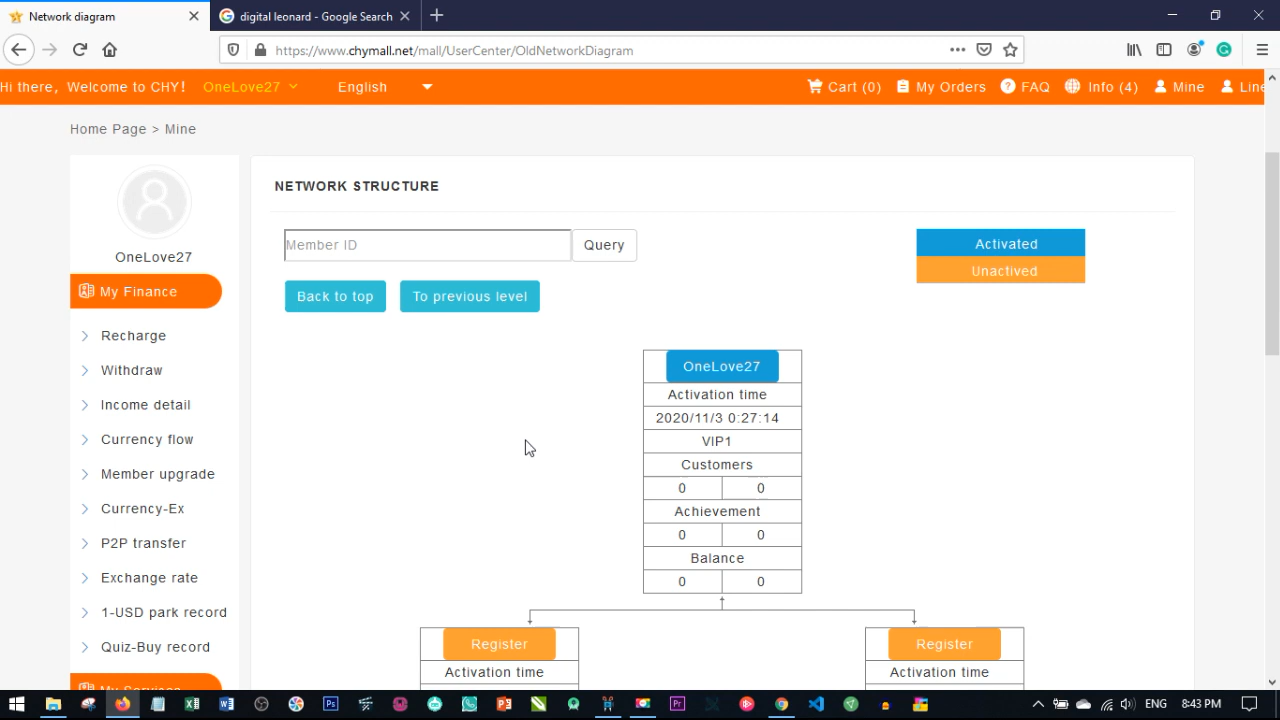 Network diagram
digital leonard - Google Search
https://www.chymall.net/mall/UserCenter/OldNetworkDiagram
Hi there, Welcome to CHY! OneLove27 English Cart (0) My Orders FAQ Info (4) Mine Line
Home Page > Mine
OneLove27
My Finance
Recharge
Withdraw
Income detail
Currency flow
Member upgrade
Currency-Ex
P2P transfer
Exchange rate
1-USD park record
Quiz-Buy record
My Services
NETWORK STRUCTURE
Member ID Query
Activated
Unactived
Back to top To previous level
OneLove27
Activation time
2020/11/3 0:27:14
VIP1
Customers
0 0
Achievement
0 0
Balance
0 0
Register Register
Activation time Activation time
ENG 8:43 PM